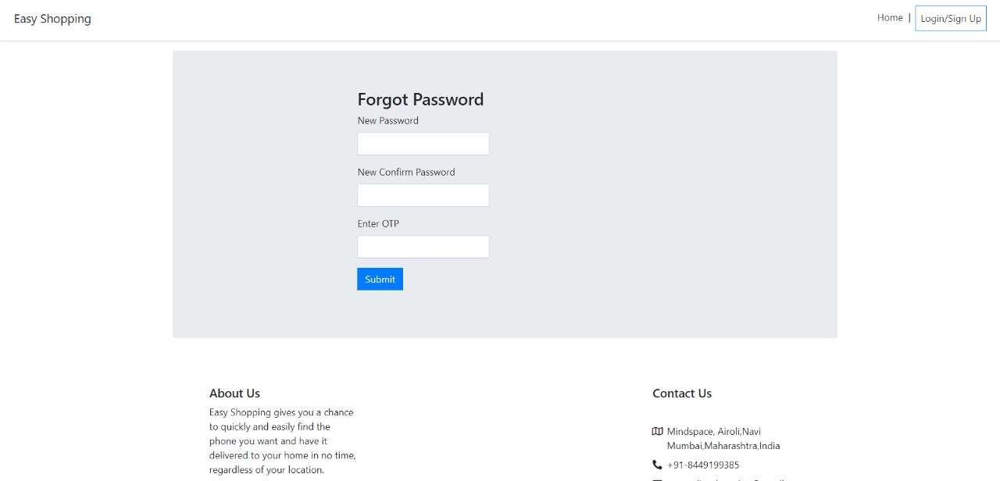 Easy Shopping
Home | Login/Sign Up
Forgot Password
New Password
New Confirm Password
Enter OTP
Submit
About Us
Easy Shopping gives you a chance
to quickly and easily find the
phone you want and have it
delivered to your home in no time,
regardless of your location.
Contact Us
Mindspace, Airoli,Navi
Mumbai,Maharashtra,India
+91-8449199385